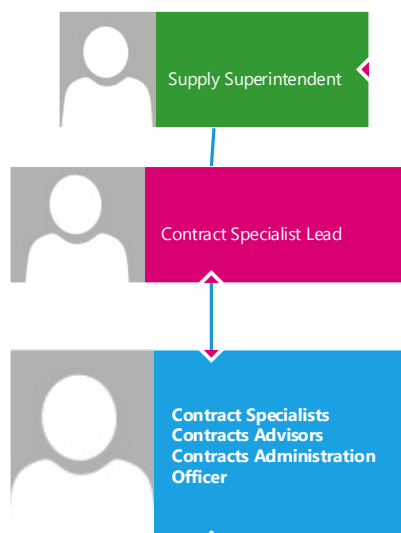 Supply Superintendent
Contract Specialist Lead
Contract Specialists
Contracts Advisors
Contracts Administration
Officer